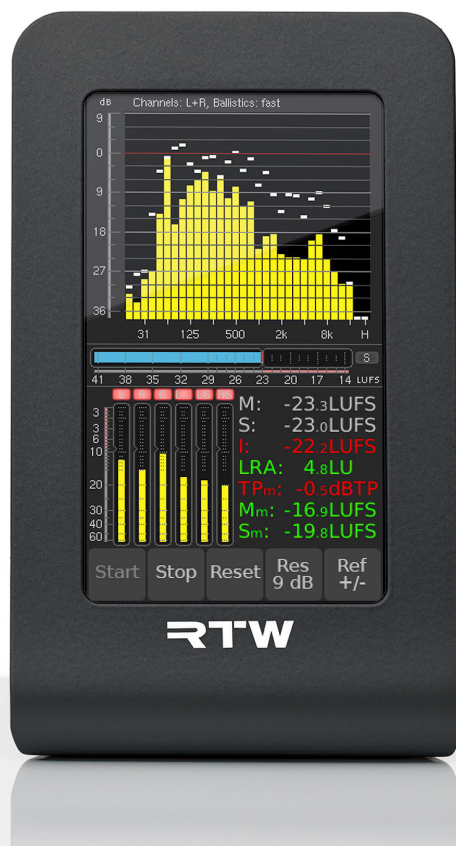 dB Channels: L+R, Ballistics: fast
9
0
9
18
27
36
31 125 500 2k 8k H
S
41 38 35 32 29 26 23 20 17 14 LUFS
M: -23.3LUFS
S: -23.0LUFS
I: -22.2LUFS
LRA: 4.8LU
TPm: -0.5dBTP
Mm: -16.9LUFS
Sm: -19.8LUFS
3
3
6
10
20
30
40
60
Start Stop Reset Res 9 dB Ref +/-
RTW